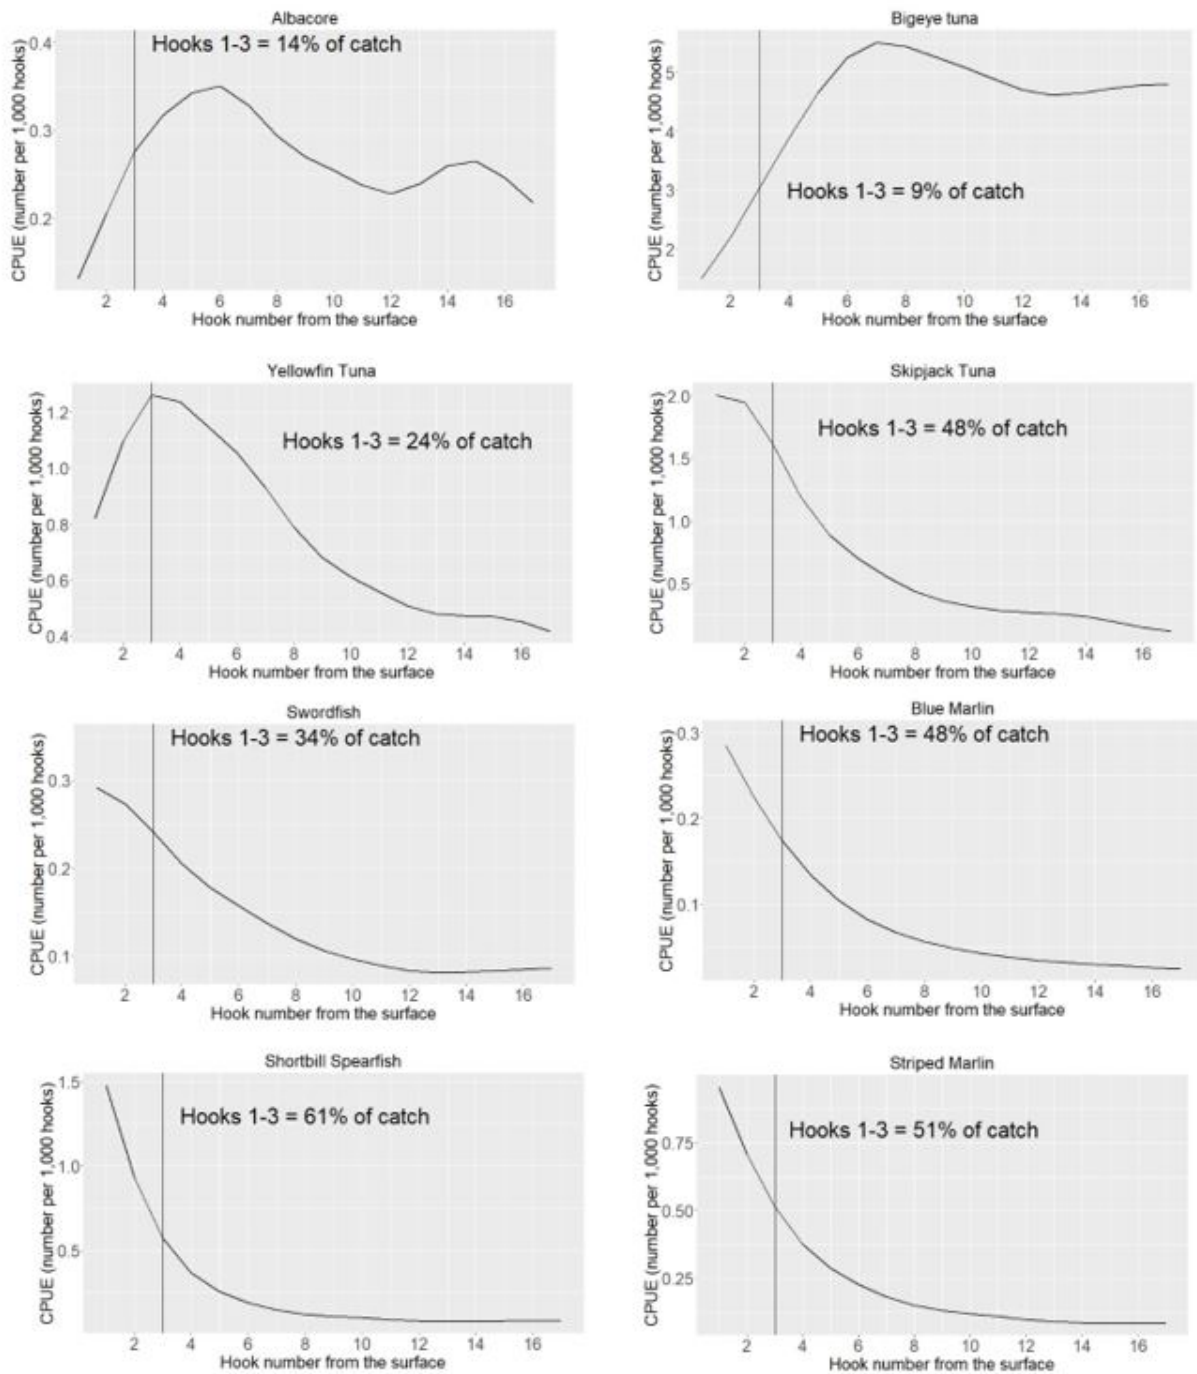 Albacore
Hooks 1-3 = 14% of catch
CPUE (number per 1,000 hooks)
0.4
0.3
0.2
2 4 6 8 10 12 14 16
Hook number from the surface
Bigeye tuna
Hooks 1-3 = 9% of catch
CPUE (number per 1,000 hooks)
5
4
3
2
2 4 6 8 10 12 14 16
Hook number from the surface
Yellowfin Tuna
Hooks 1-3 = 24% of catch
CPUE (number per 1,000 hooks)
1.2
1.0
0.8
0.6
0.4
2 4 6 8 10 12 14 16
Hook number from the surface
Skipjack Tuna
Hooks 1-3 = 48% of catch
CPUE (number per 1,000 hooks)
2.0
1.5
1.0
0.5
2 4 6 8 10 12 14 16
Hook number from the surface
Swordfish
Hooks 1-3 = 34% of catch
CPUE (number per 1,000 hooks)
0.3
0.2
0.1
2 4 6 8 10 12 14 16
Hook number from the surface
Blue Marlin
Hooks 1-3 = 48% of catch
CPUE (number per 1,000 hooks)
0.3
0.2
0.1
2 4 6 8 10 12 14 16
Hook number from the surface
Shortbill Spearfish
Hooks 1-3 = 61% of catch
CPUE (number per 1,000 hooks)
1.5
1.0
0.5
2 4 6 8 10 12 14 16
Hook number from the surface
Striped Marlin
Hooks 1-3 = 51% of catch
CPUE (number per 1,000 hooks)
0.75
0.50
0.25
2 4 6 8 10 12 14 16
Hook number from the surface